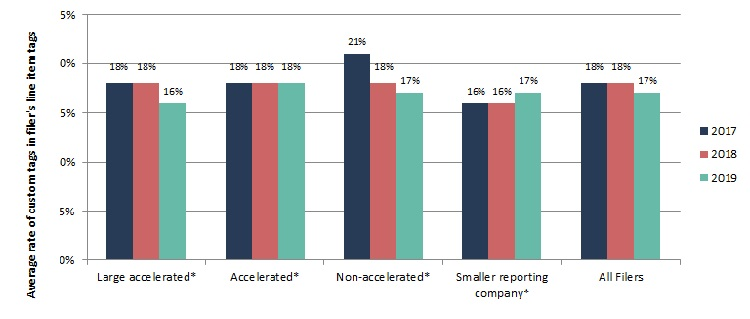 Average rate of custom tags in filer's line item tags
5%
0%
5%
0%
5%
0%
18% 18% 16%
18% 18% 18%
21% 18% 17%
16% 16% 17%
18% 18% 17%
2017
2018
2019
Large accelerated*
Accelerated*
Non-accelerated*
Smaller reporting
company*
All Filers